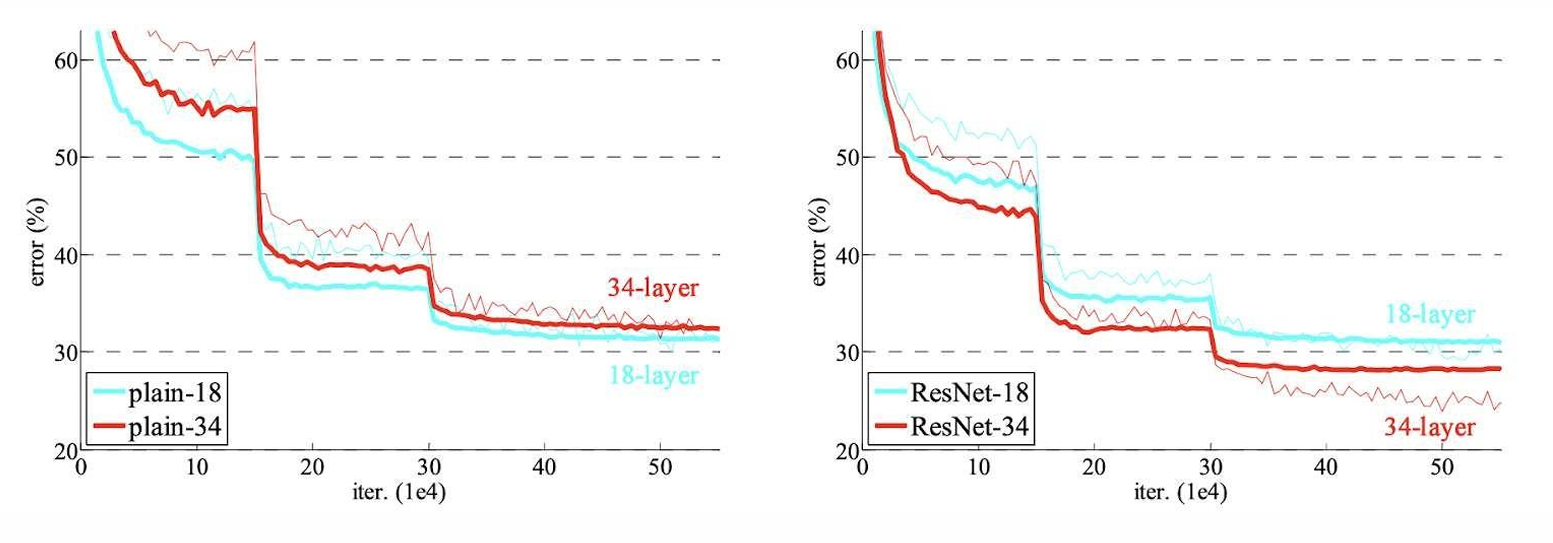 60
50
40
30
20
error (%)
0 10 20 30 40 50
iter. (1e4)
34-layer
18-layer
plain-18
plain-34
60
50
40
30
20
error (%)
0 10 20 30 40 50
iter. (1e4)
18-layer
34-layer
ResNet-18
ResNet-34